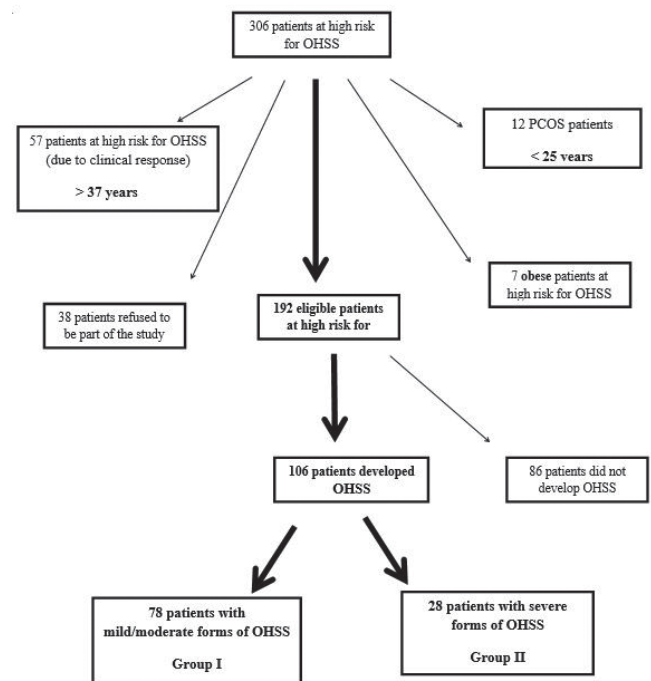 306 patients at high risk
for OHSS
57 patients at high risk for OHSS
(due to clinical response)
> 37 years
12 PCOS patients
< 25 years
38 patients refused to
be part of the study
192 eligible patients
at high risk for
7 obese patients at
high risk for OHSS
106 patients developed
OHSS
86 patients did not
develop OHSS
78 patients with
mild/moderate forms of OHSS
Group I
28 patients with severe
forms of OHSS
Group II